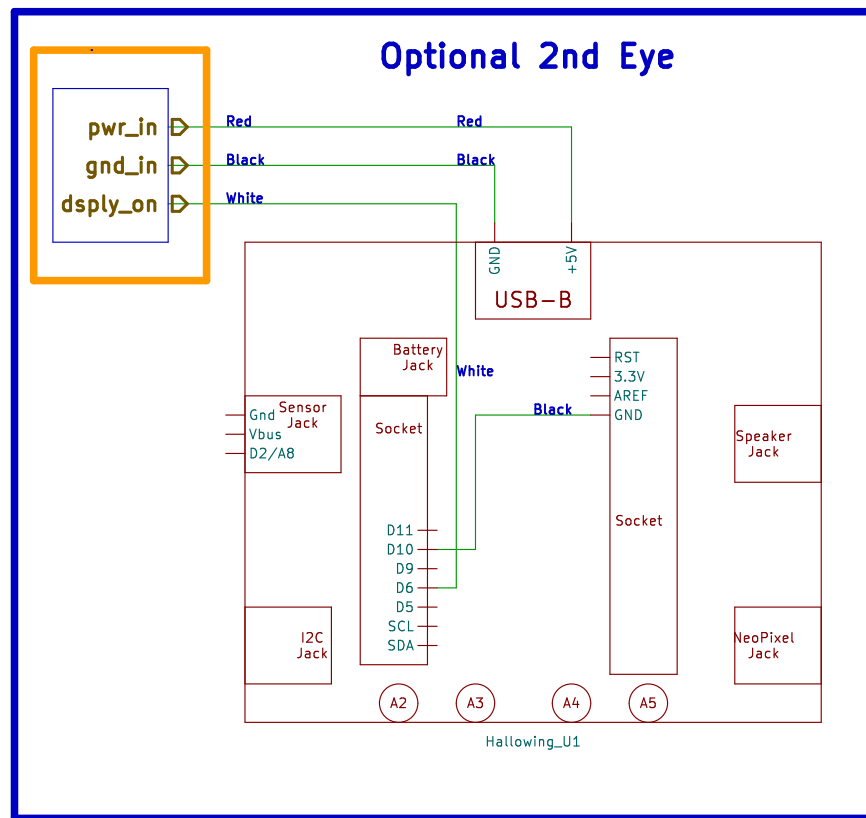 Optional 2nd Eye
pwr_in
Red
Red
gnd_in
Black
Black
dsply_on
White
GND
+5V
USB-B
Battery
Jack
White
RST
3.3V
AREF
GND
Black
Sensor
Jack
Gnd
Vbus
D2/A8
Socket
Speaker
Jack
Socket
D11
D10
D9
D6
D5
SCL
SDA
I2C
Jack
NeoPixel
Jack
A2
A3
A4
A5
Hallowing_U1